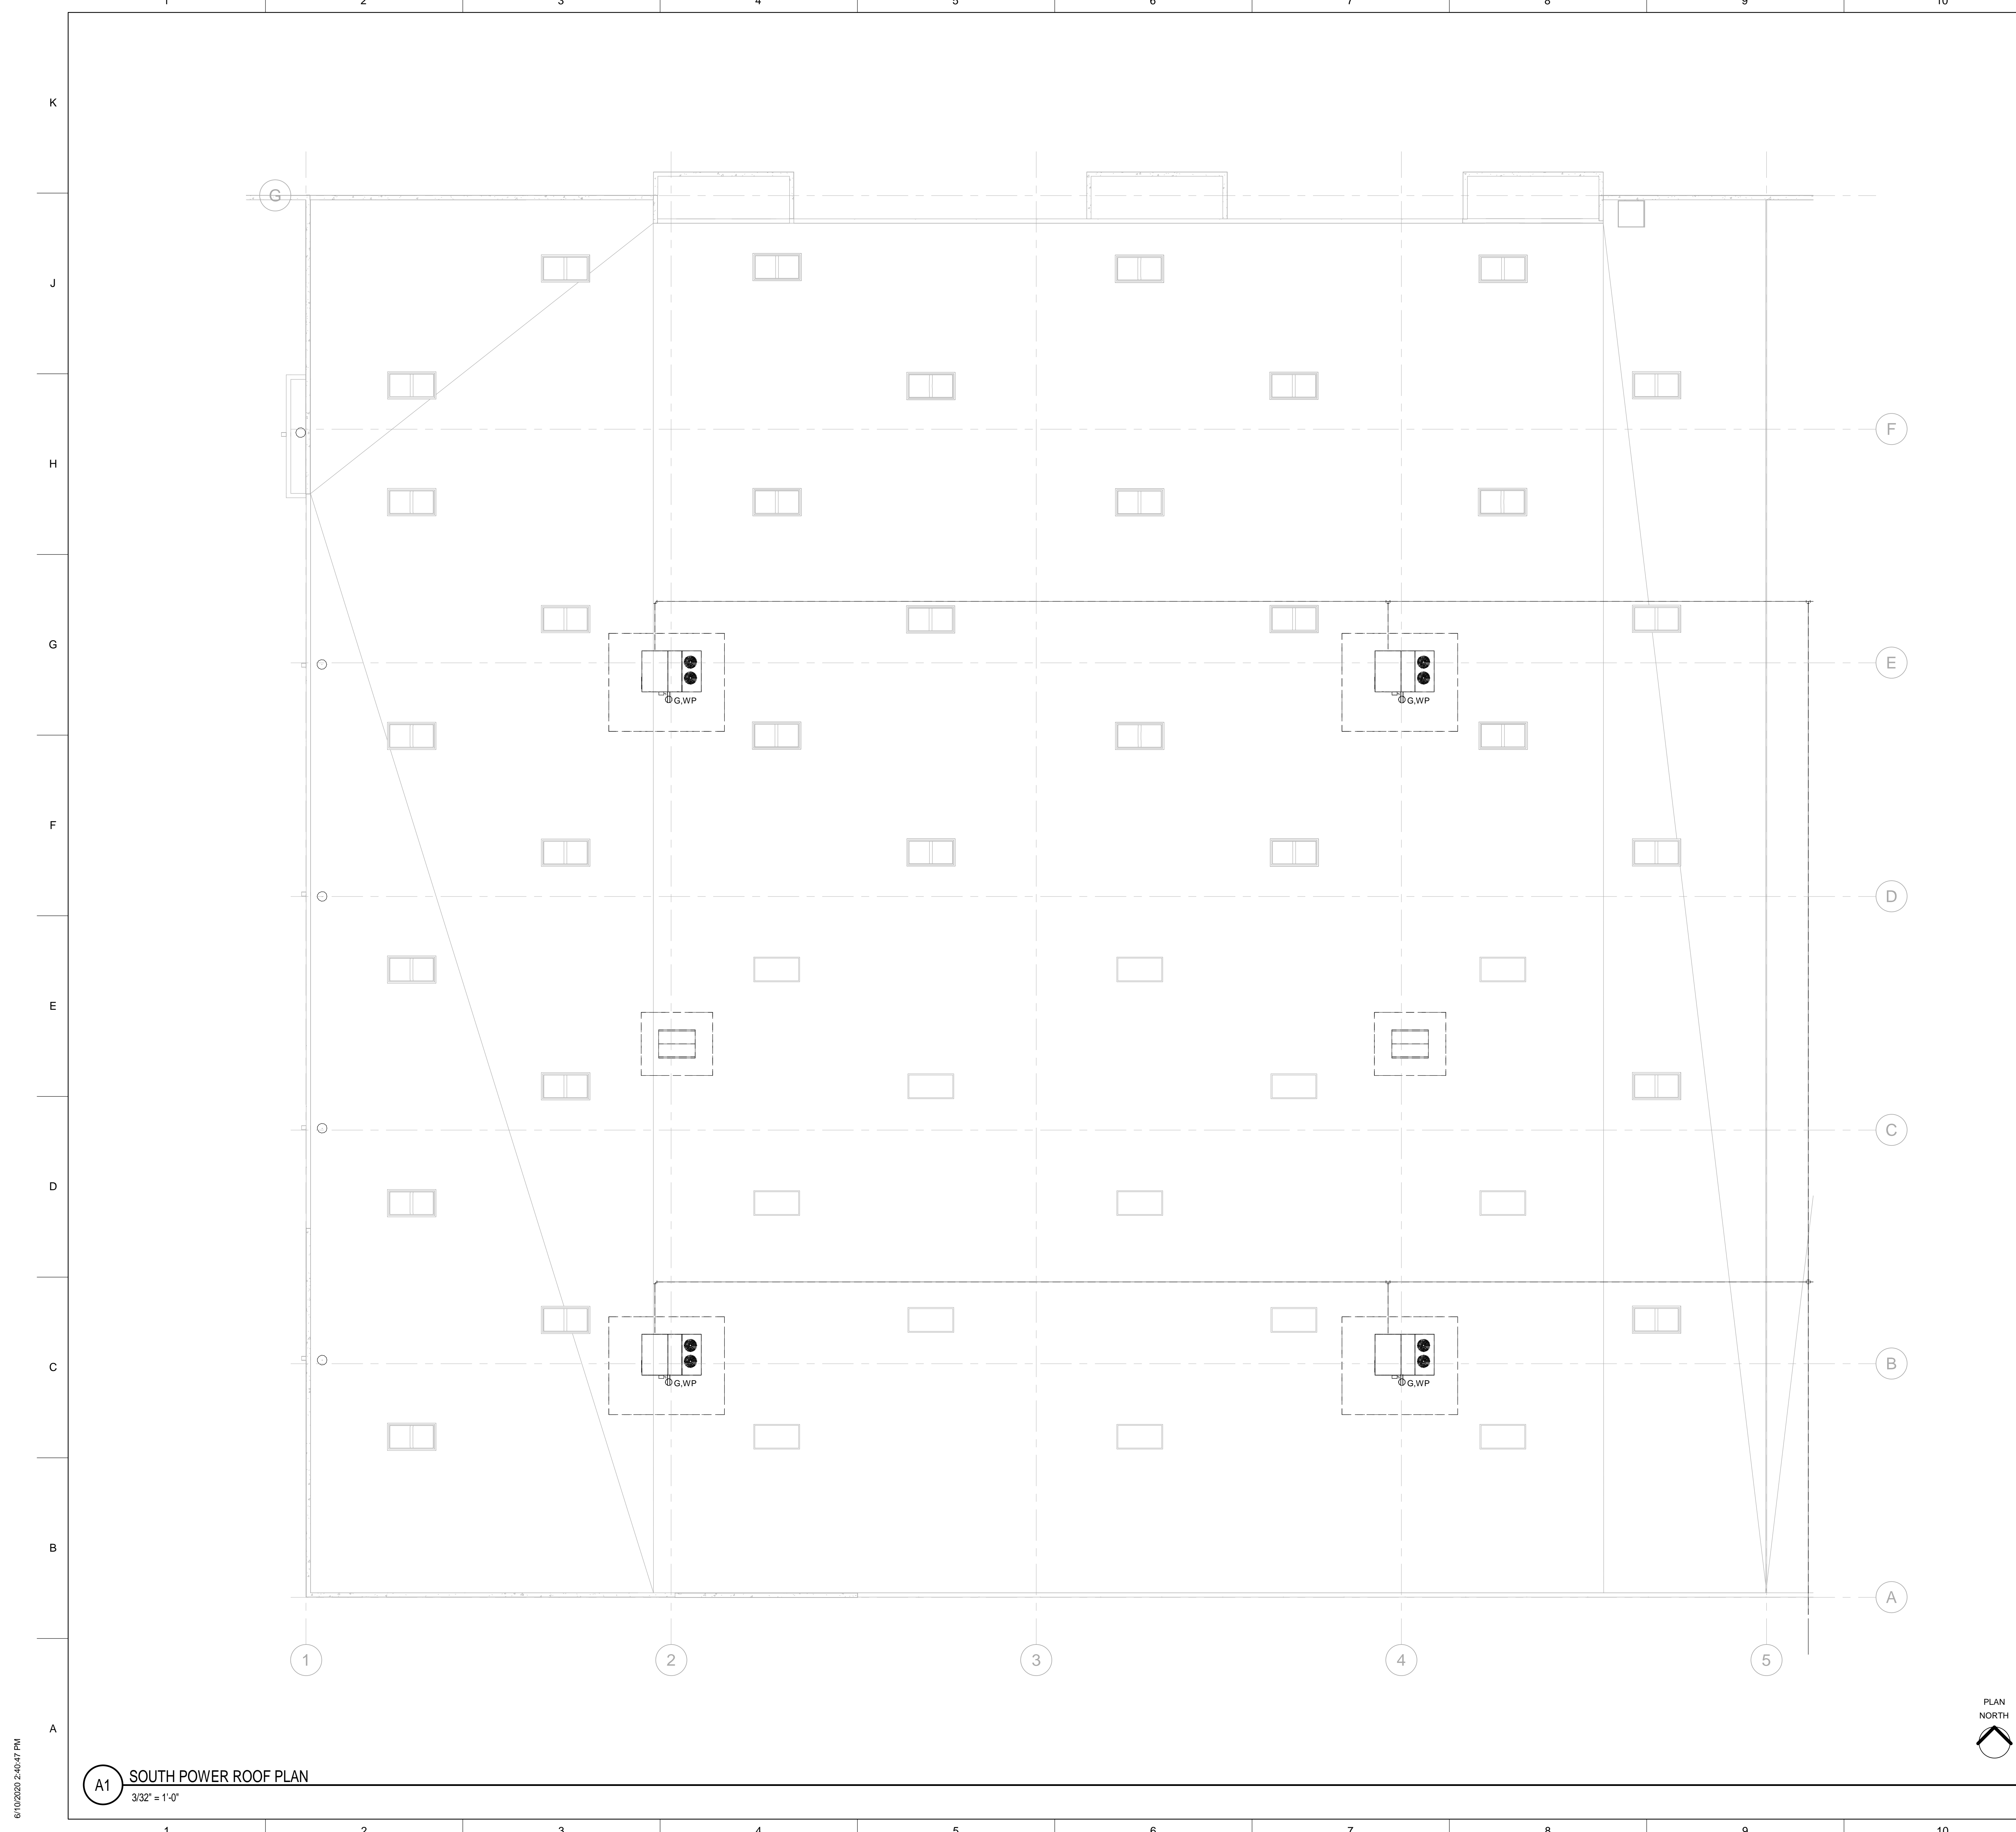 1 2 3 4 5 6 7 8 9 10
K
G
J
F
H
G
E
G,WP G,WP
F
D
E
C
D
C
B
G,WP G,WP
B
A
1 2 3 4 5
PLAN
NORTH
A
6/10/2020 2:40:47 PM
A1 SOUTH POWER ROOF PLAN
3/32" = 1'-0"
1 2 3 4 5 6 7 8 9 10